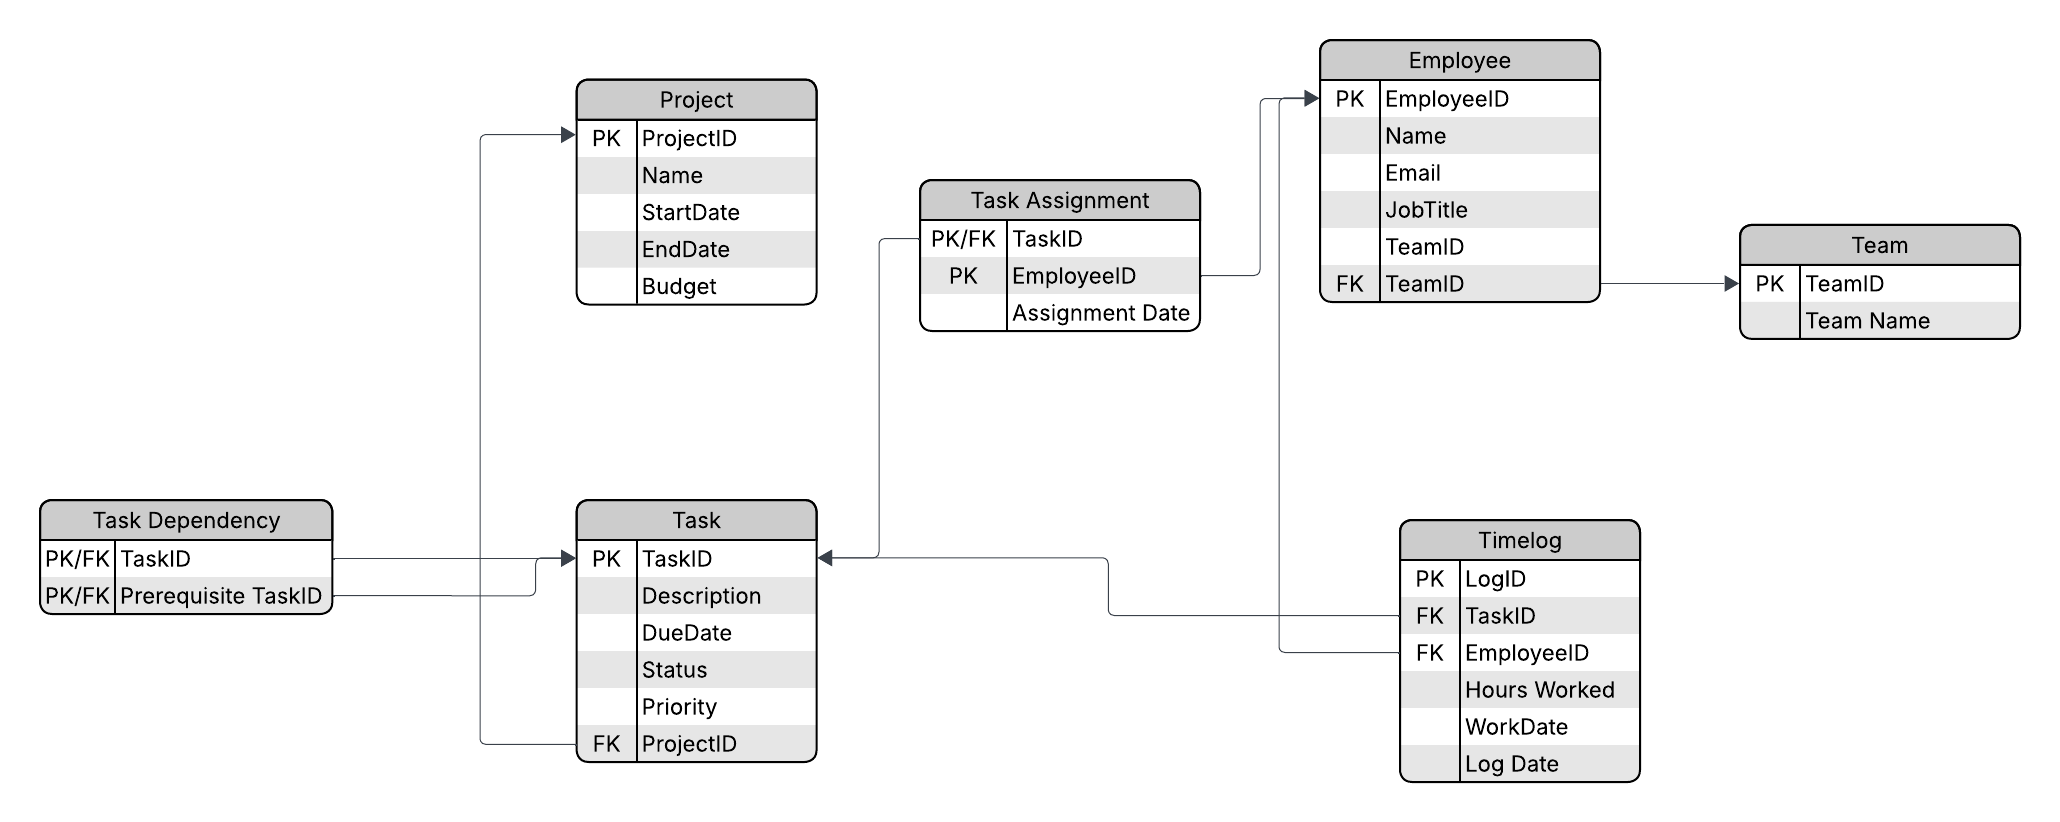 Project
PK ProjectID
Name
StartDate
EndDate
Budget
Task Assignment
PK/FK TaskID
PK EmployeeID
Assignment Date
Employee
PK EmployeeID
Name
Email
JobTitle
TeamID
FK TeamID
Team
PK TeamID
Team Name
Task Dependency
PK/FK TaskID
PK/FK Prerequisite TaskID
Task
PK TaskID
Description
DueDate
Status
Priority
FK ProjectID
Timelog
PK LogID
FK TaskID
FK EmployeeID
Hours Worked
WorkDate
Log Date